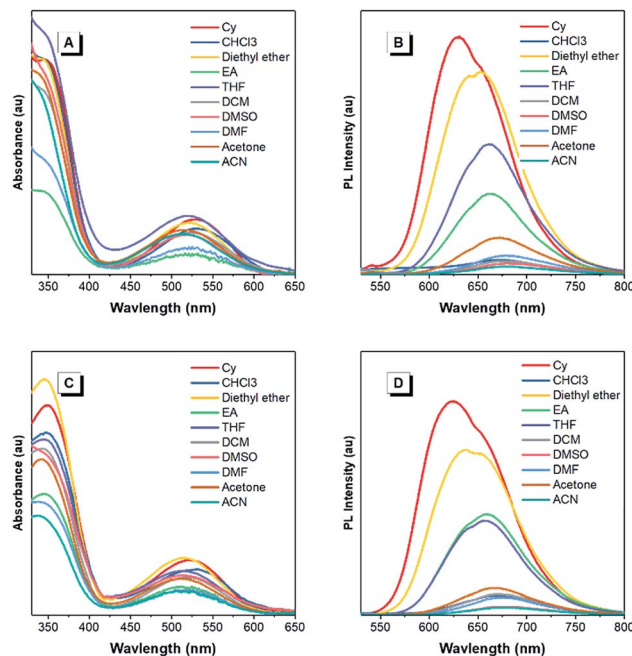 A
Cy
CHCl3
Diethyl ether
EA
THF
DCM
DMSO
DMF
Acetone
ACN
Absorbance (au)
350 400 450 500 550 600 650
Wavelength (nm)
B
Cy
CHCl3
Diethyl ether
EA
THF
DCM
DMSO
DMF
Acetone
ACN
PL Intensity (au)
550 600 650 700 750 800
Wavelength (nm)
C
Cy
CHCl3
Diethyl ether
EA
THF
DCM
DMSO
DMF
Acetone
ACN
Absorbance (au)
350 400 450 500 550 600 650
Wavelength (nm)
D
Cy
CHCl3
Diethyl ether
EA
THF
DCM
DMSO
DMF
Acetone
ACN
PL Intensity (au)
550 600 650 700 750 800
Wavelength (nm)